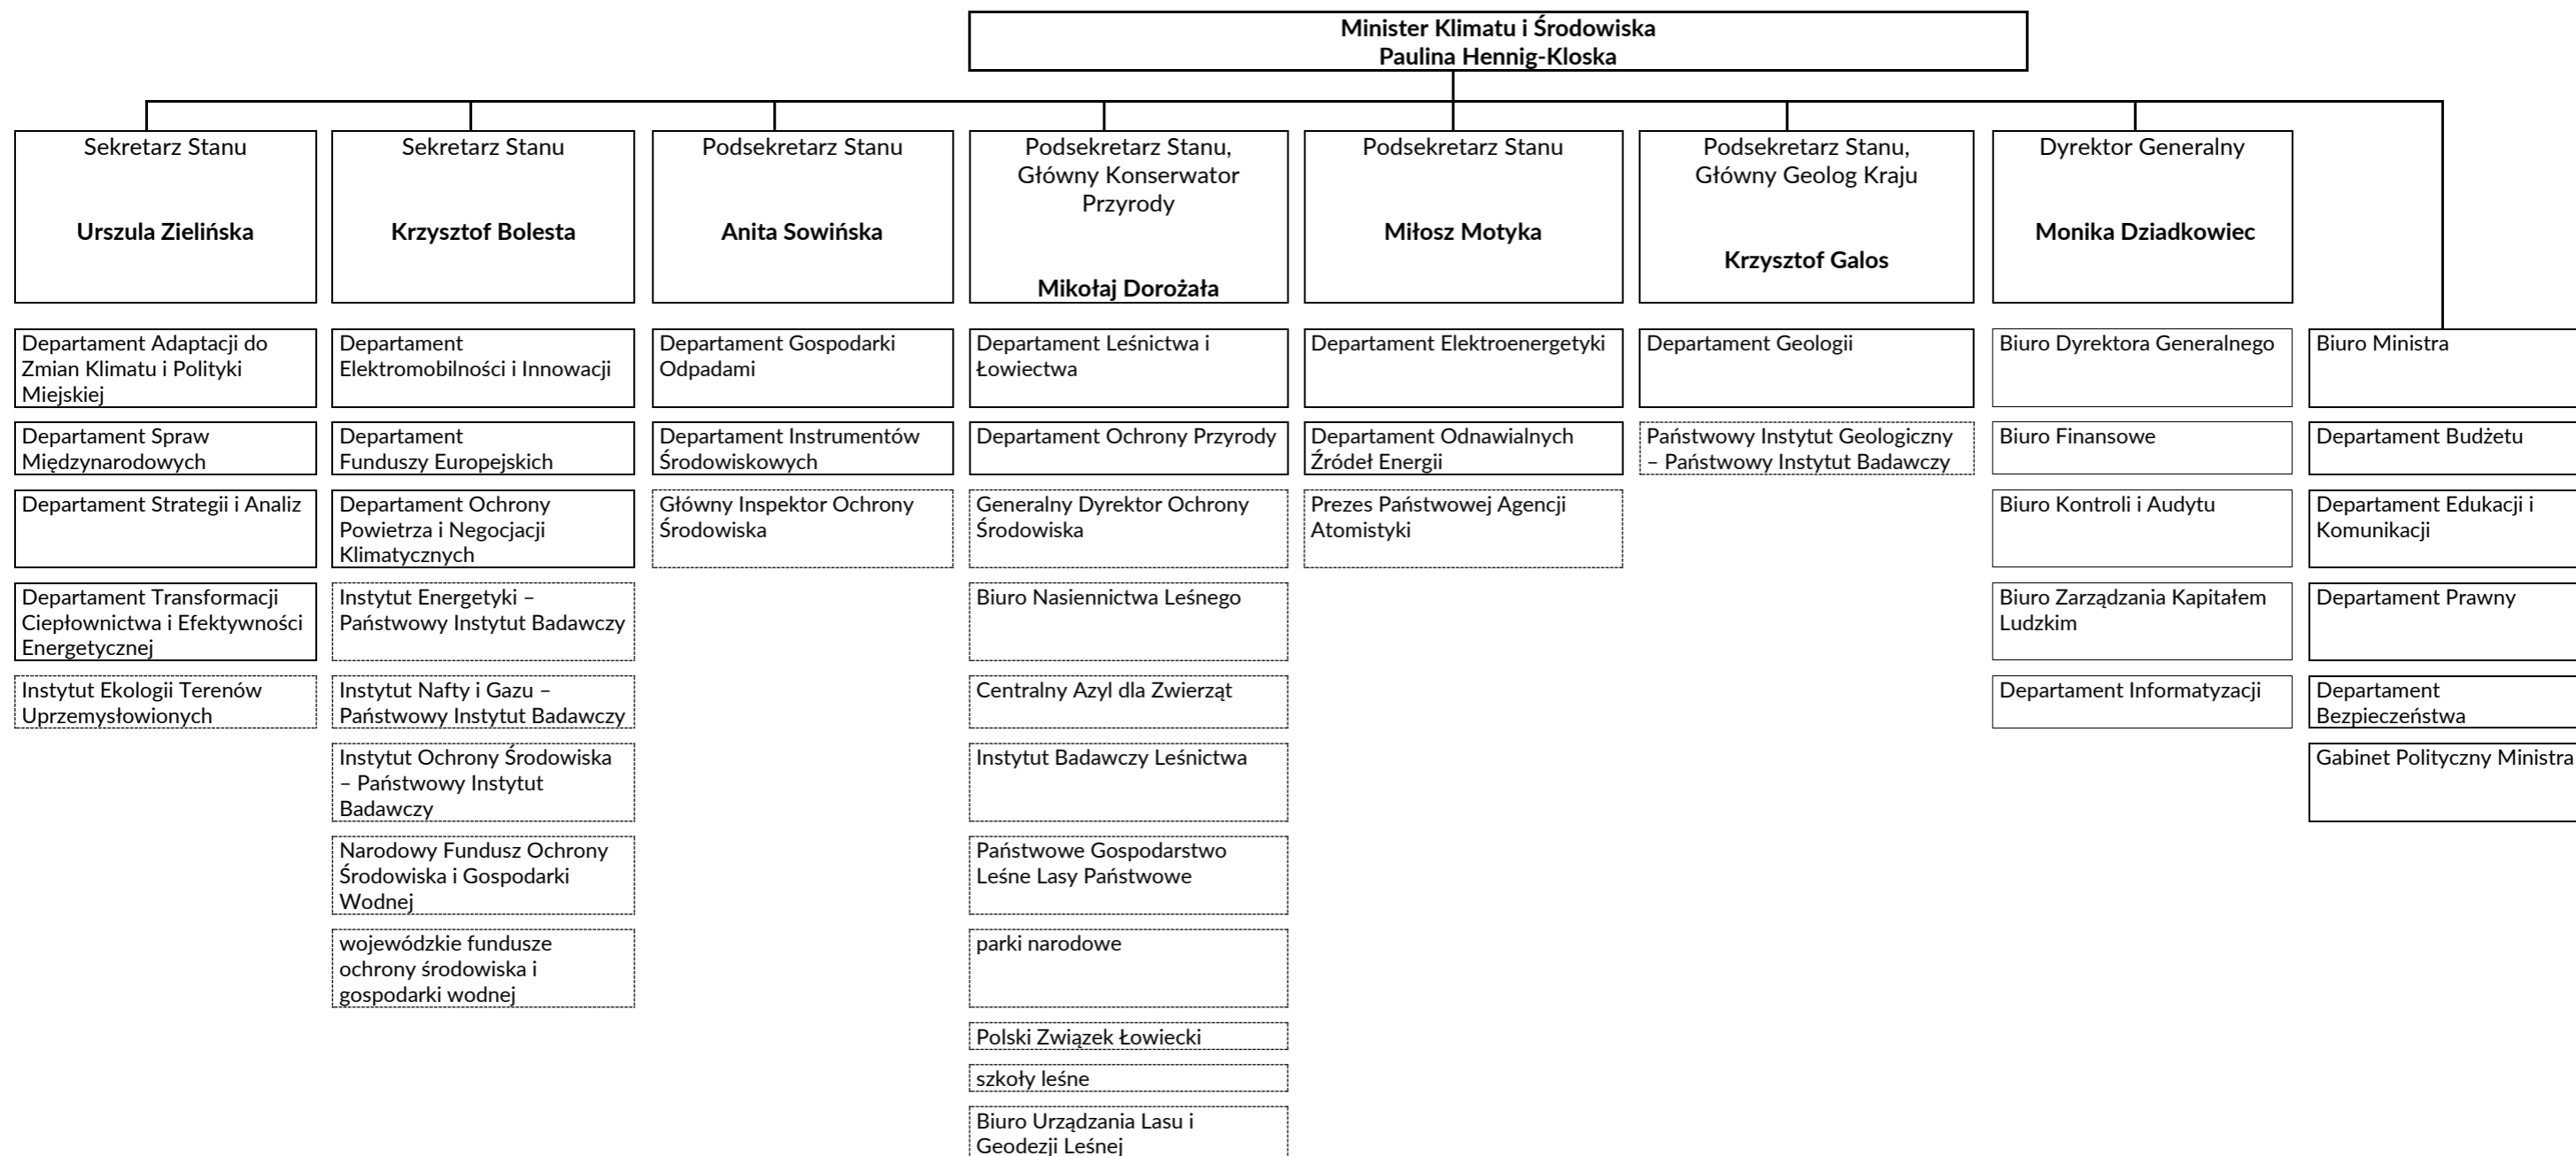 Minister Klimatu i Środowiska
Paulina Hennig-Kloska
Sekretarz Stanu
Urszula Zielińska
Sekretarz Stanu
Krzysztof Bolesta
Podsekretarz Stanu
Anita Sowińska
Podsekretarz Stanu,
Główny Konserwator
Przyrody
Mikołaj Dorożała
Podsekretarz Stanu
Miłosz Motyka
Podsekretarz Stanu,
Główny Geolog Kraju
Krzysztof Galos
Dyrektor Generalny
Monika Dziadkowiec
Departament Adaptacji do
Zmian Klimatu i Polityki
Miejskiej
Departament Spraw
Międzynarodowych
Departament Strategii i Analiz
Departament Transformacji
Ciepłownictwa i Efektywności
Energetycznej
Instytut Ekologii Terenów
Uprzemysłowionych
Departament
Elektromobilności i Innowacji
Departament
Funduszy Europejskich
Departament Ochrony
Powietrza i Negocjacji
Klimatycznych
Instytut Energetyki –
Państwowy Instytut Badawczy
Instytut Nafty i Gazu –
Państwowy Instytut Badawczy
Instytut Ochrony Środowiska
– Państwowy Instytut
Badawczy
Narodowy Fundusz Ochrony
Środowiska i Gospodarki
Wodnej
wojewódzkie fundusze
ochrony środowiska i
gospodarki wodnej
Departament Gospodarki
Odpadami
Departament Instrumentów
Środowiskowych
Główny Inspektor Ochrony
Środowiska
Departament Leśnictwa i
Łowiectwa
Departament Ochrony Przyrody
Generalny Dyrektor Ochrony
Środowiska
Biuro Nasiennictwa Leśnego
Centralny Azyl dla Zwierząt
Instytut Badawczy Leśnictwa
Państwowe Gospodarstwo
Leśne Lasy Państwowe
parki narodowe
Polski Związek Łowiecki
szkoły leśne
Biuro Urządzania Lasu i
Geodezji Leśnej
Departament Elektroenergetyki
Departament Odnawialnych
Źródeł Energii
Prezes Państwowej Agencji
Atomistyki
Departament Geologii
Państwowy Instytut Geologiczny
– Państwowy Instytut Badawczy
Biuro Dyrektora Generalnego
Biuro Finansowe
Biuro Kontroli i Audytu
Biuro Zarządzania Kapitałem
Ludzkim
Departament Informatyzacji
Biuro Ministra
Departament Budżetu
Departament Edukacji i
Komunikacji
Departament Prawny
Departament
Bezpieczeństwa
Gabinet Polityczny Ministra